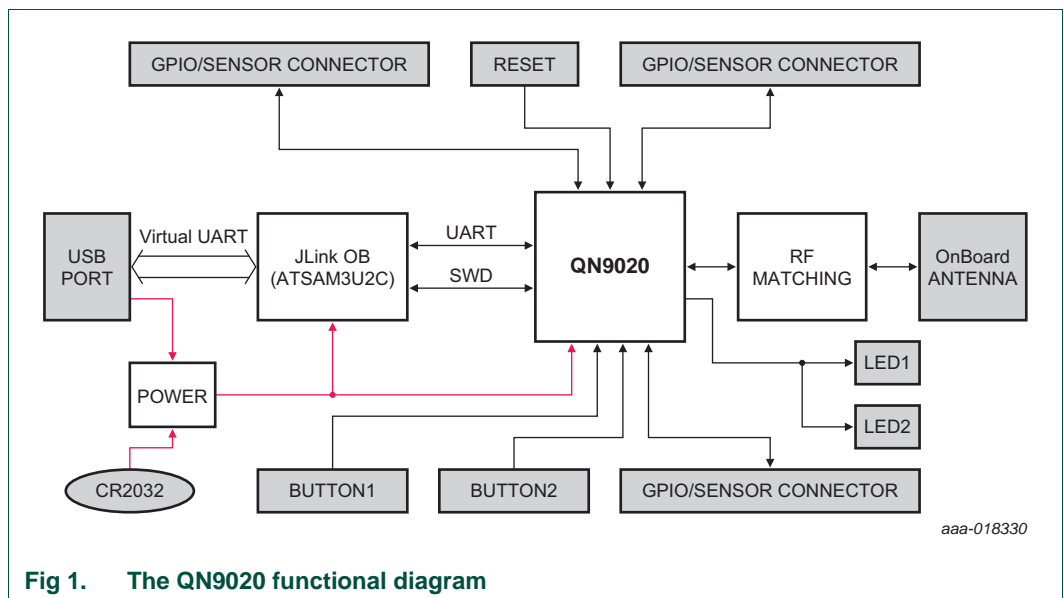 GPIO/SENSOR CONNECTOR
RESET
GPIO/SENSOR CONNECTOR
USB
PORT
Virtual UART
JLink OB
(ATSAM3U2C)
UART
SWD
QN9020
RF
MATCHING
OnBoard
ANTENNA
POWER
LED1
LED2
CR2032
BUTTON1
BUTTON2
GPIO/SENSOR CONNECTOR
aaa-018330
Fig 1. The QN9020 functional diagram